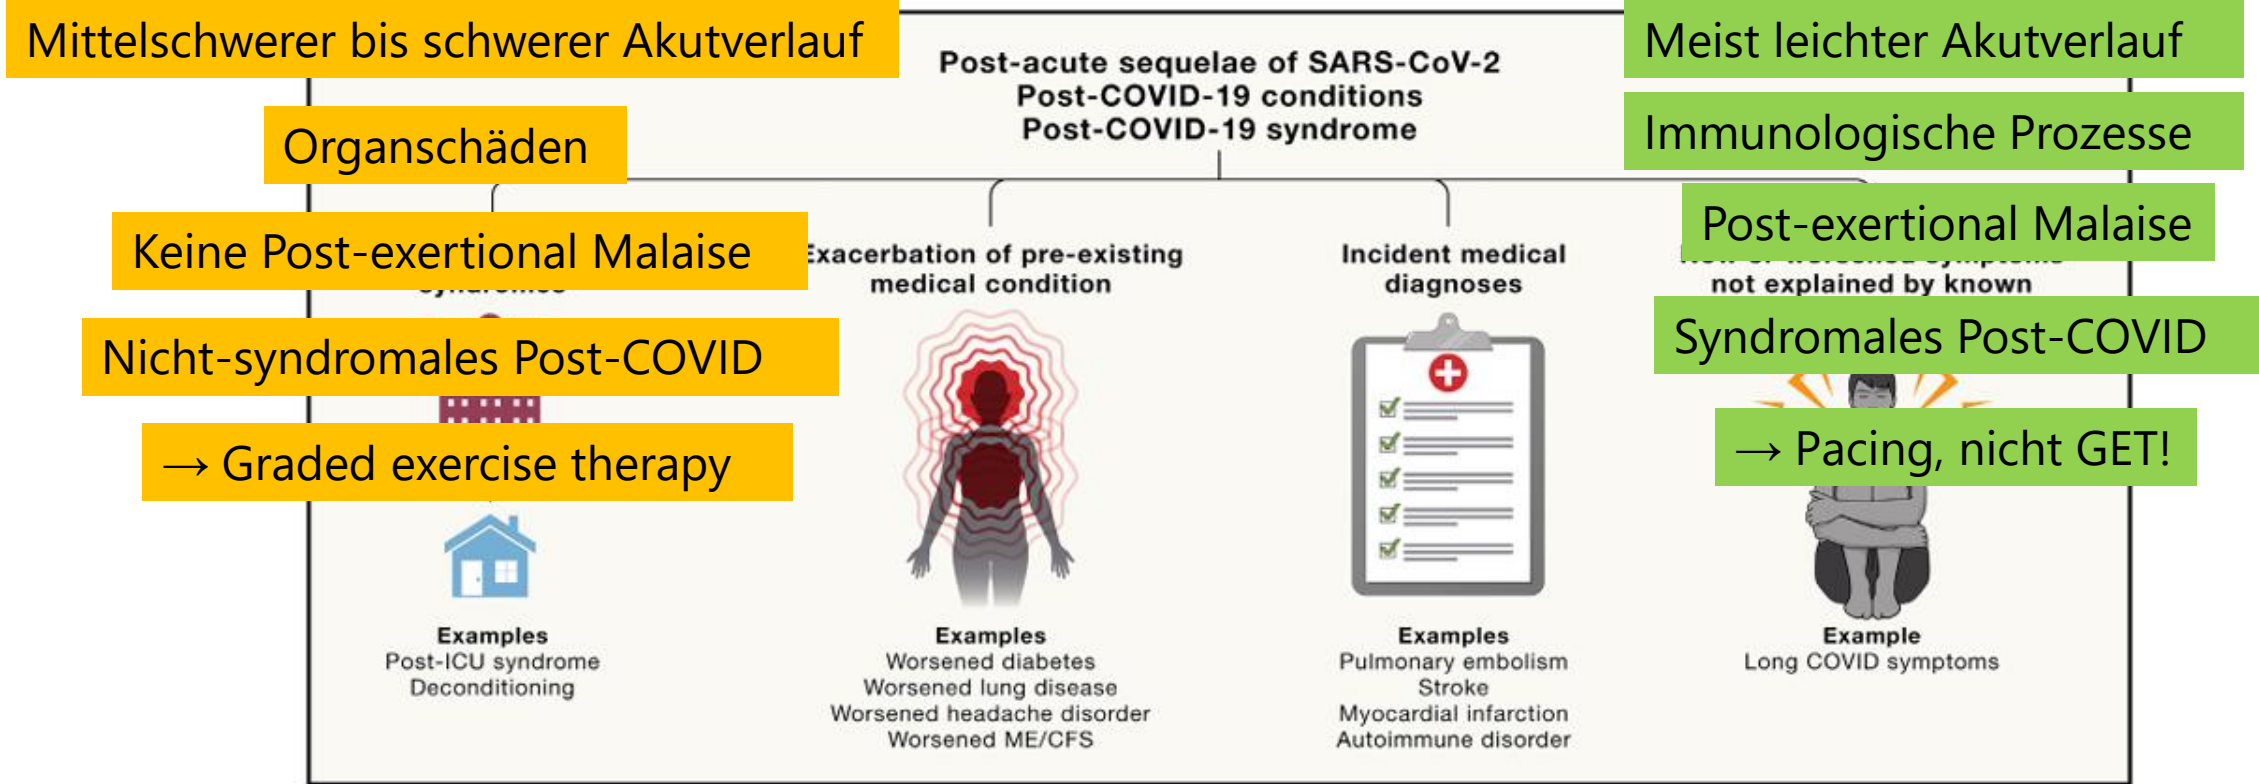 Mittelschwerer bis schwerer Akutverlauf
Organschäden
Keine Post-exertional Malaise
Nicht-syndromales Post-COVID
→ Graded exercise therapy
Post-acute sequelae of SARS-CoV-2
Post-COVID-19 conditions
Post-COVID-19 syndrome
Meist leichter Akutverlauf
Immunologische Prozesse
Post-exertional Malaise
Syndromales Post-COVID
→ Pacing, nicht GET!
Examples
Post-ICU syndrome
Deconditioning
Exacerbation of pre-existing
medical condition
Examples
Worsened diabetes
Worsened lung disease
Worsened headache disorder
Worsened ME/CFS
Incident medical
diagnoses
Examples
Pulmonary embolism
Stroke
Myocardial infarction
Autoimmune disorder
not explained by known
Example
Long COVID symptoms